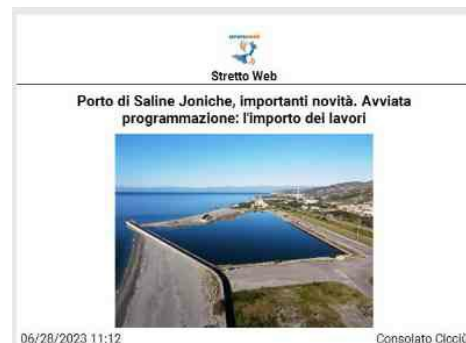 Stretto Web
Porto di Saline Joniche, importanti novità. Avviata
programmazione: l'importo dei lavori
06/28/2023 11:12
Consolato Cicciù